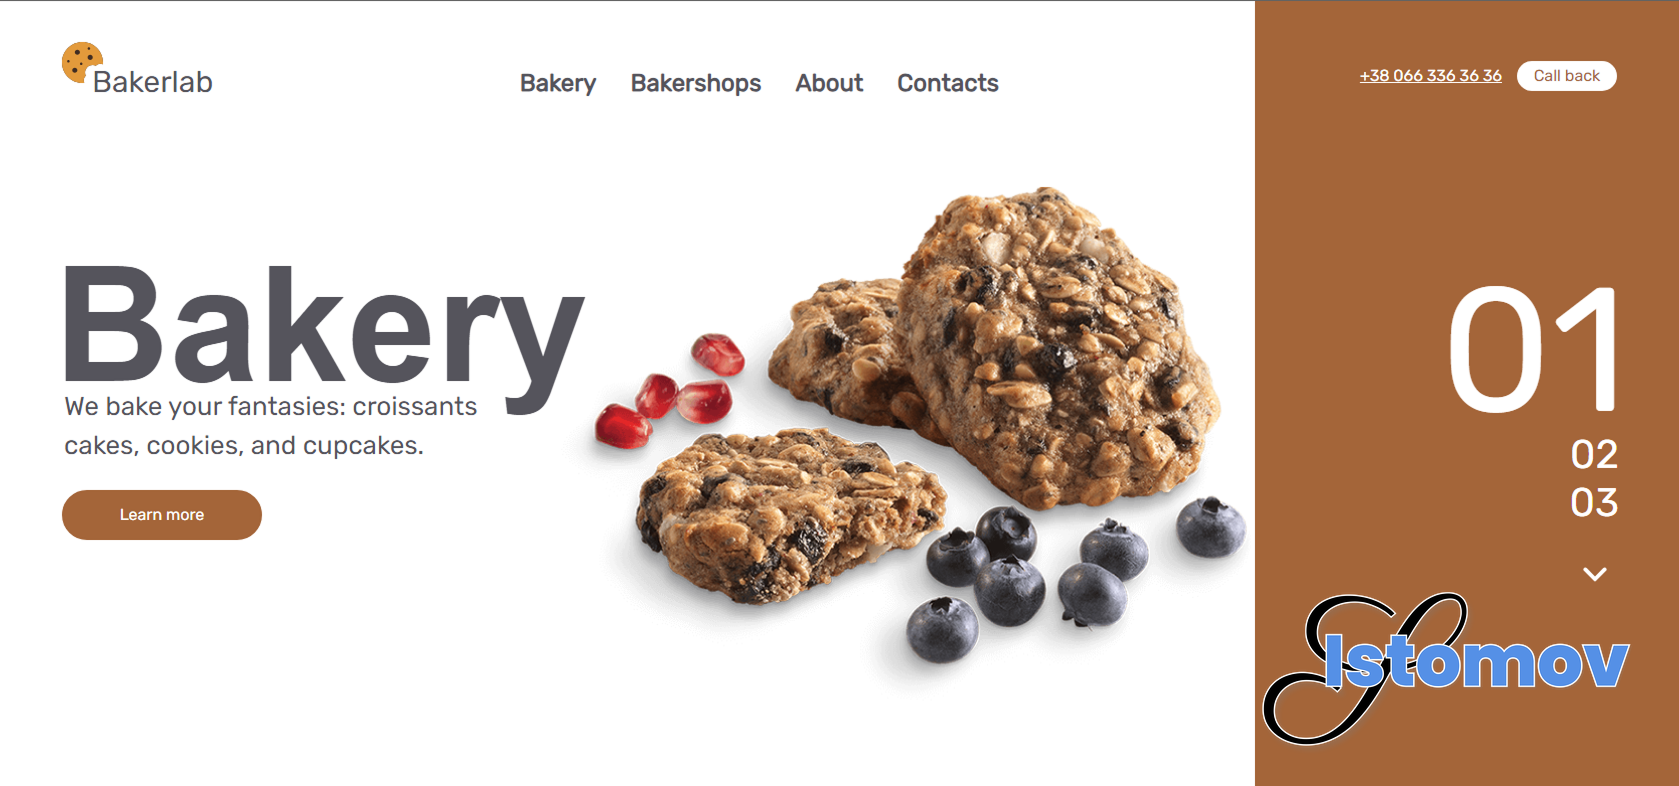 Bakerlab
Bakery Bakershops About Contacts
+38 066 336 36 36 Call back
Bakery
We bake your fantasies: croissants
cakes, cookies, and cupcakes.
Learn more
01
02
03
S
Istomov